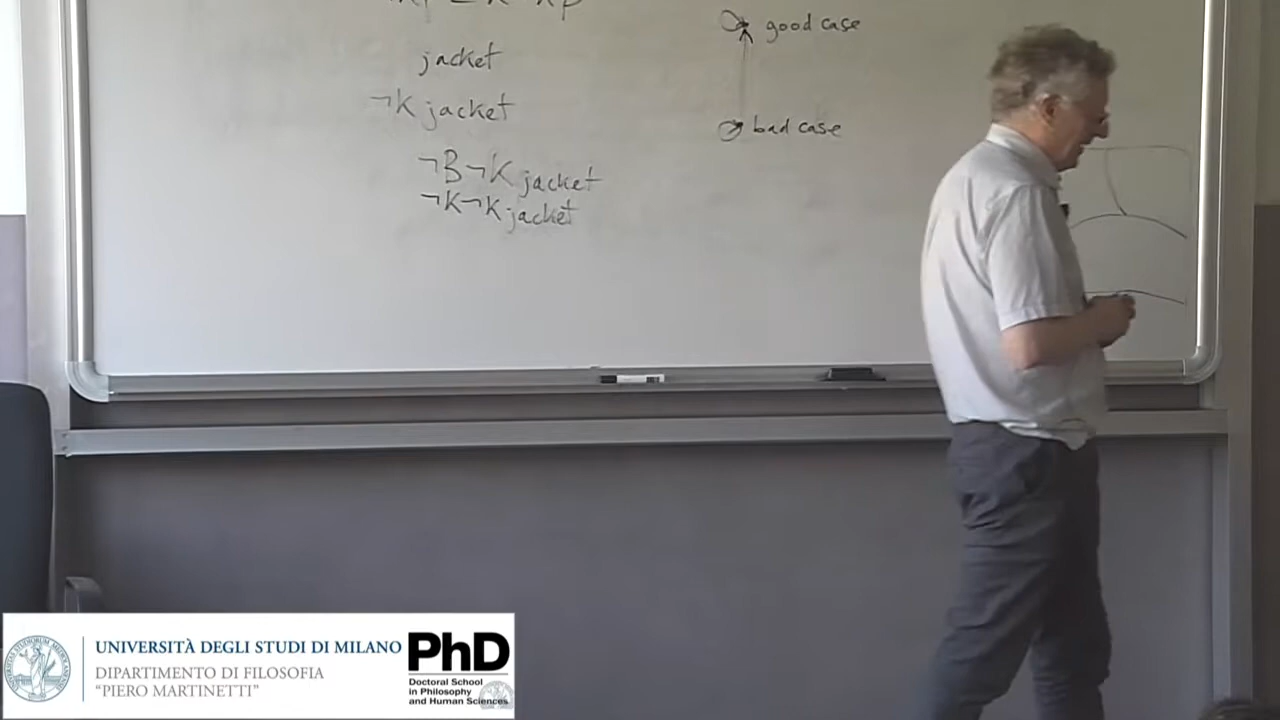 jacket
¬K jacket
¬B¬K jacket
¬K¬K jacket
good case
bad case
UNIVERSITÀ DEGLI STUDI DI MILANO
DIPARTIMENTO DI FILOSOFIA
“PIERO MARTINETTI”
PhD
Doctoral School
in Philosophy
and Human Sciences